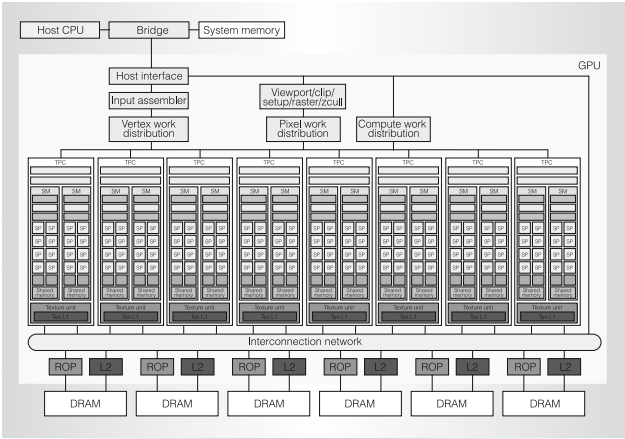 Host CPU
Bridge
System memory
GPU
Host interface
Input assembler
Viewport/clip/
setup/raster/zcull
Vertex work
distribution
Pixel work
distribution
Compute work
distribution
TPC TPC TPC TPC TPC TPC TPC TPC
SM SM SM SM SM SM SM SM SM SM SM SM SM SM SM SM
SP SP SP SP SP SP SP SP SP SP SP SP SP SP SP SP SP SP SP SP SP SP SP SP SP SP SP SP SP SP SP SP
SP SP SP SP SP SP SP SP SP SP SP SP SP SP SP SP SP SP SP SP SP SP SP SP SP SP SP SP SP SP SP SP
SP SP SP SP SP SP SP SP SP SP SP SP SP SP SP SP SP SP SP SP SP SP SP SP SP SP SP SP SP SP SP SP
SP SP SP SP SP SP SP SP SP SP SP SP SP SP SP SP SP SP SP SP SP SP SP SP SP SP SP SP SP SP SP SP
Shared Shared Shared Shared Shared Shared Shared Shared Shared Shared Shared Shared Shared Shared Shared Shared
memory memory memory memory memory memory memory memory memory memory memory memory memory memory memory memory
Texture unit Texture unit Texture unit Texture unit Texture unit Texture unit Texture unit Texture unit
Tex L1 Tex L1 Tex L1 Tex L1 Tex L1 Tex L1 Tex L1 Tex L1
Interconnection network
ROP L2 ROP L2 ROP L2 ROP L2 ROP L2 ROP L2
DRAM DRAM DRAM DRAM DRAM DRAM